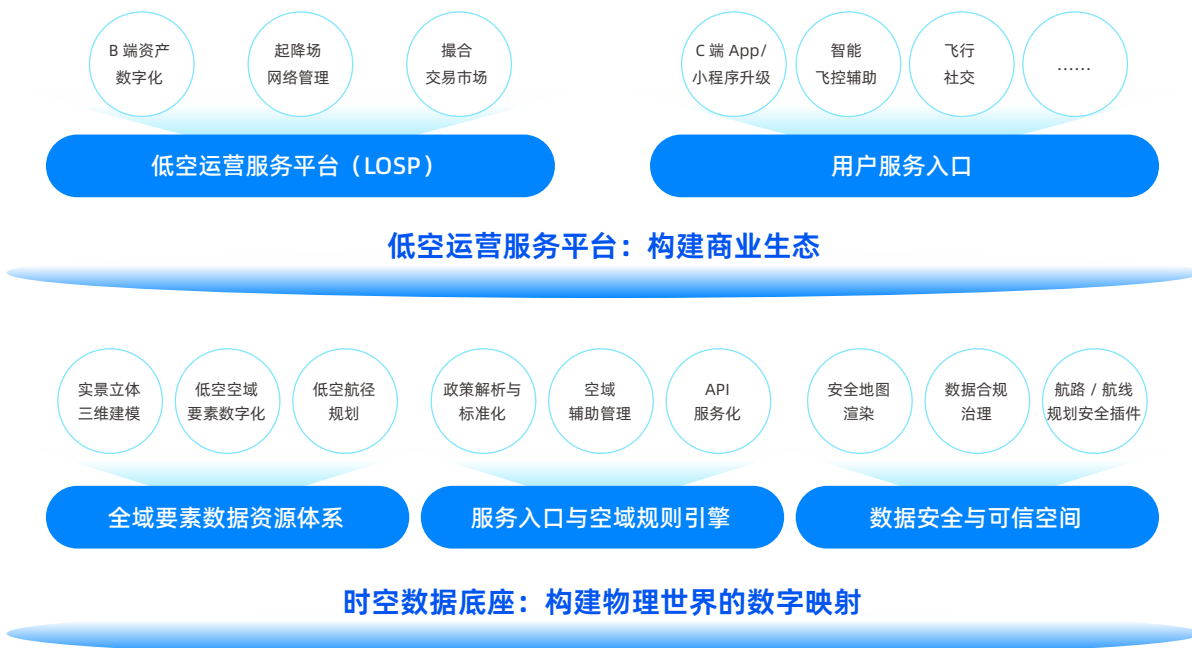 B 端资产
数字化
起降场
网络管理
撮合
交易市场
C 端 App/
小程序升级
智能
飞控辅助
飞行
社交
……
低空运营服务平台（LOSP）
用户服务入口
低空运营服务平台：构建商业生态
实景立体
三维建模
低空空域
要素数字化
低空航径
规划
政策解析与
标准化
空域
辅助管理
API
服务化
安全地图
渲染
数据合规
治理
航路 / 航线
规划安全插件
全域要素数据资源体系
服务入口与空域规则引擎
数据安全与可信空间
时空数据底座：构建物理世界的数字映射